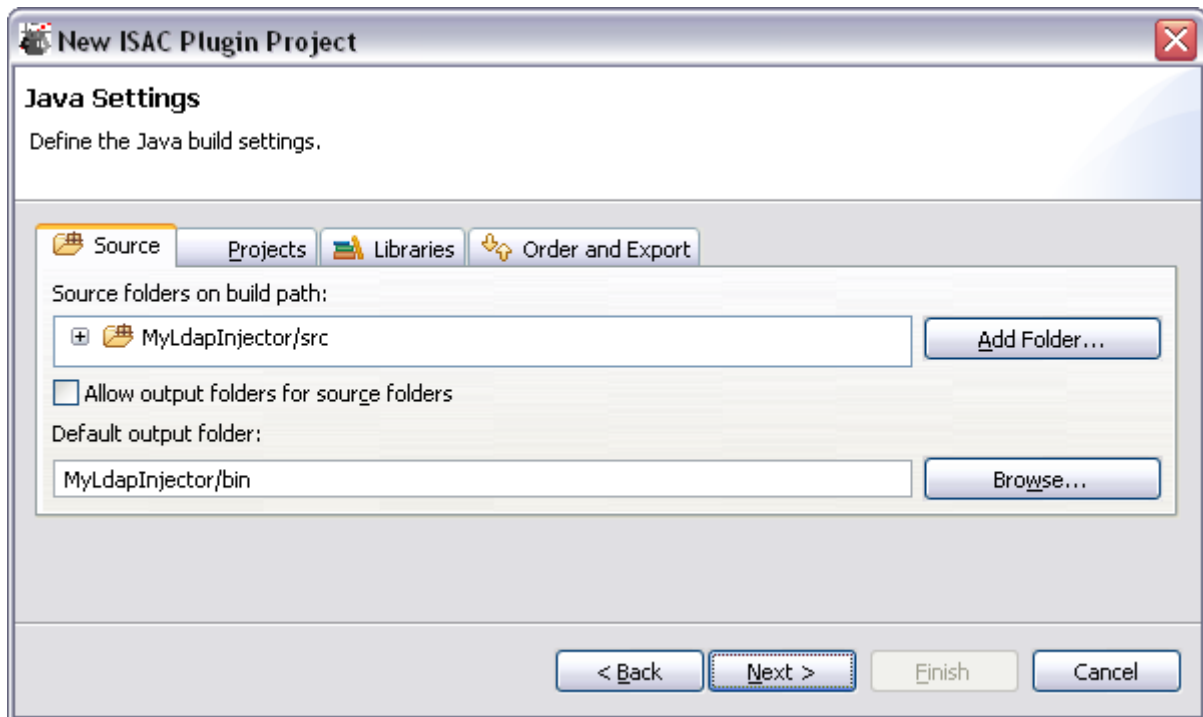 New ISAC Plugin Project
Java Settings
Define the Java build settings.
Source Projects Libraries Order and Export
Source folders on build path:
MyLdapInjector/src Add Folder...
Allow output folders for source folders
Default output folder:
MyLdapInjector/bin Browse...
< Back Next > Finish Cancel